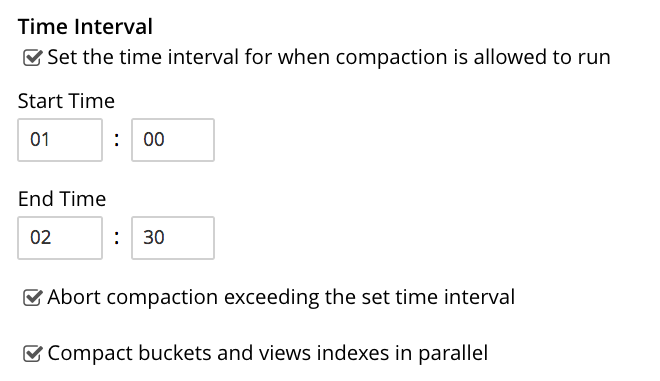 Time Interval
Set the time interval for when compaction is allowed to run
Start Time
01 : 00
End Time
02 : 30
Abort compaction exceeding the set time interval
Compact buckets and views indexes in parallel